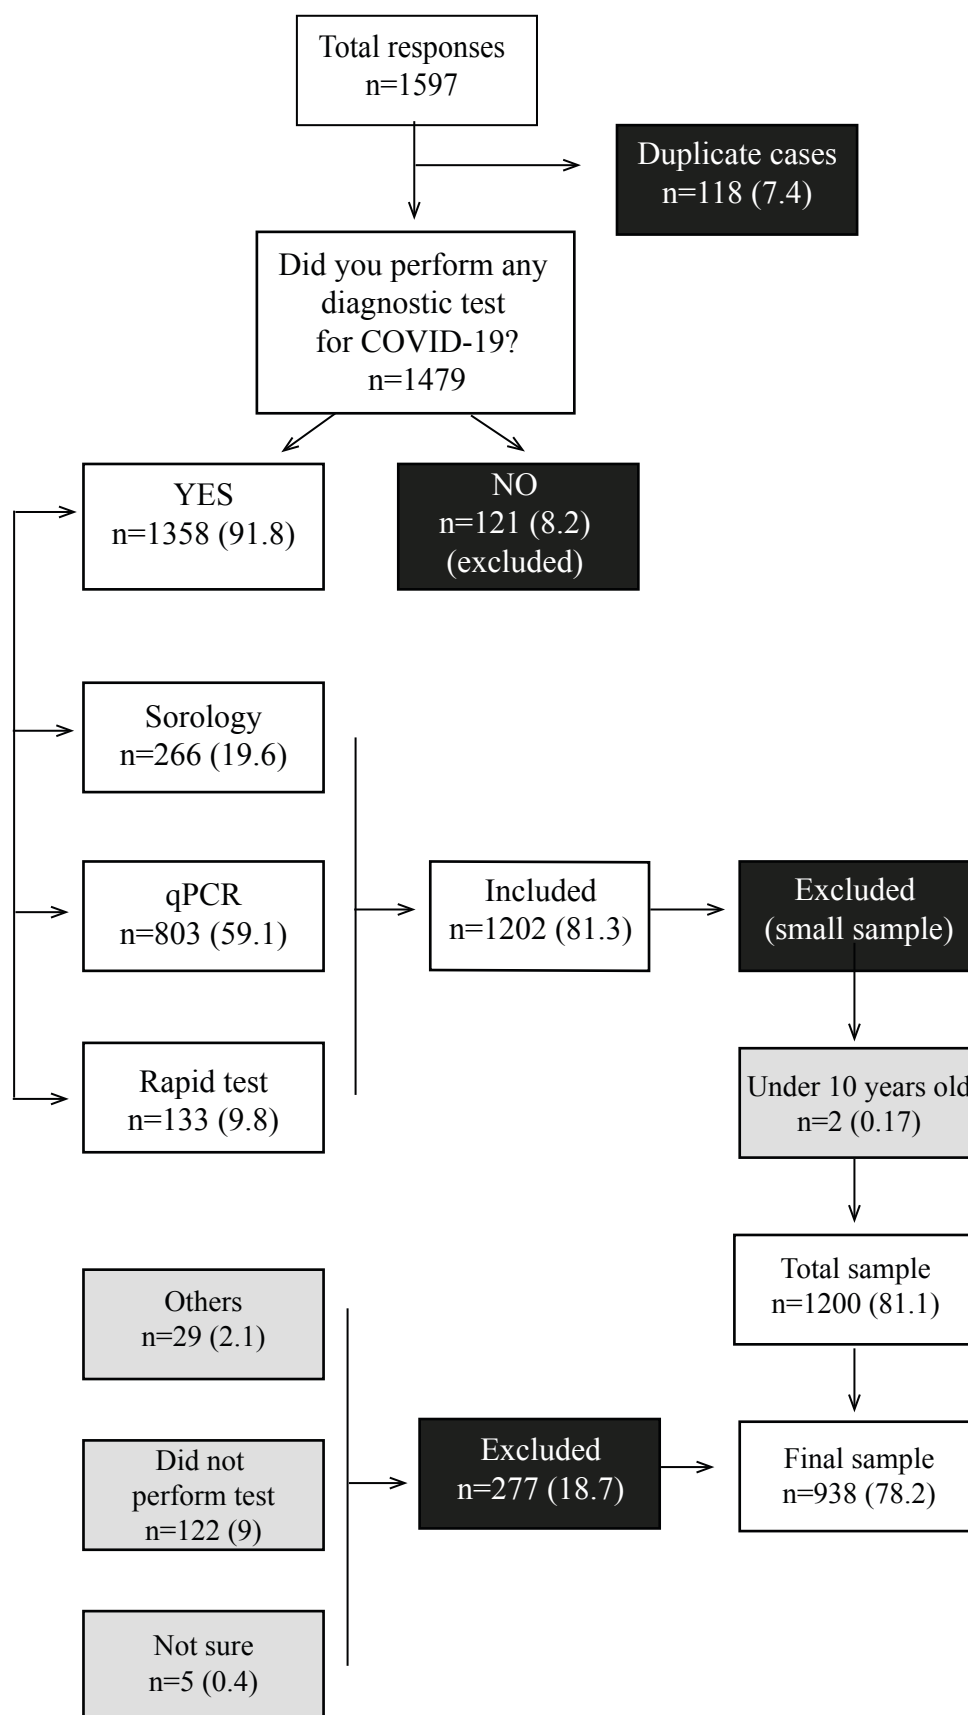 Total responses
n=1597
Duplicate cases
n=118 (7.4)
Did you perform any
diagnostic test
for COVID-19?
n=1479
YES
n=1358 (91.8)
NO
n=121 (8.2)
(excluded)
Sorology
n=266 (19.6)
qPCR
n=803 (59.1)
Rapid test
n=133 (9.8)
Included
n=1202 (81.3)
Excluded
(small sample)
Under 10 years old
n=2 (0.17)
Total sample
n=1200 (81.1)
Others
n=29 (2.1)
Did not
perform test
n=122 (9)
Not sure
n=5 (0.4)
Excluded
n=277 (18.7)
Final sample
n=938 (78.2)